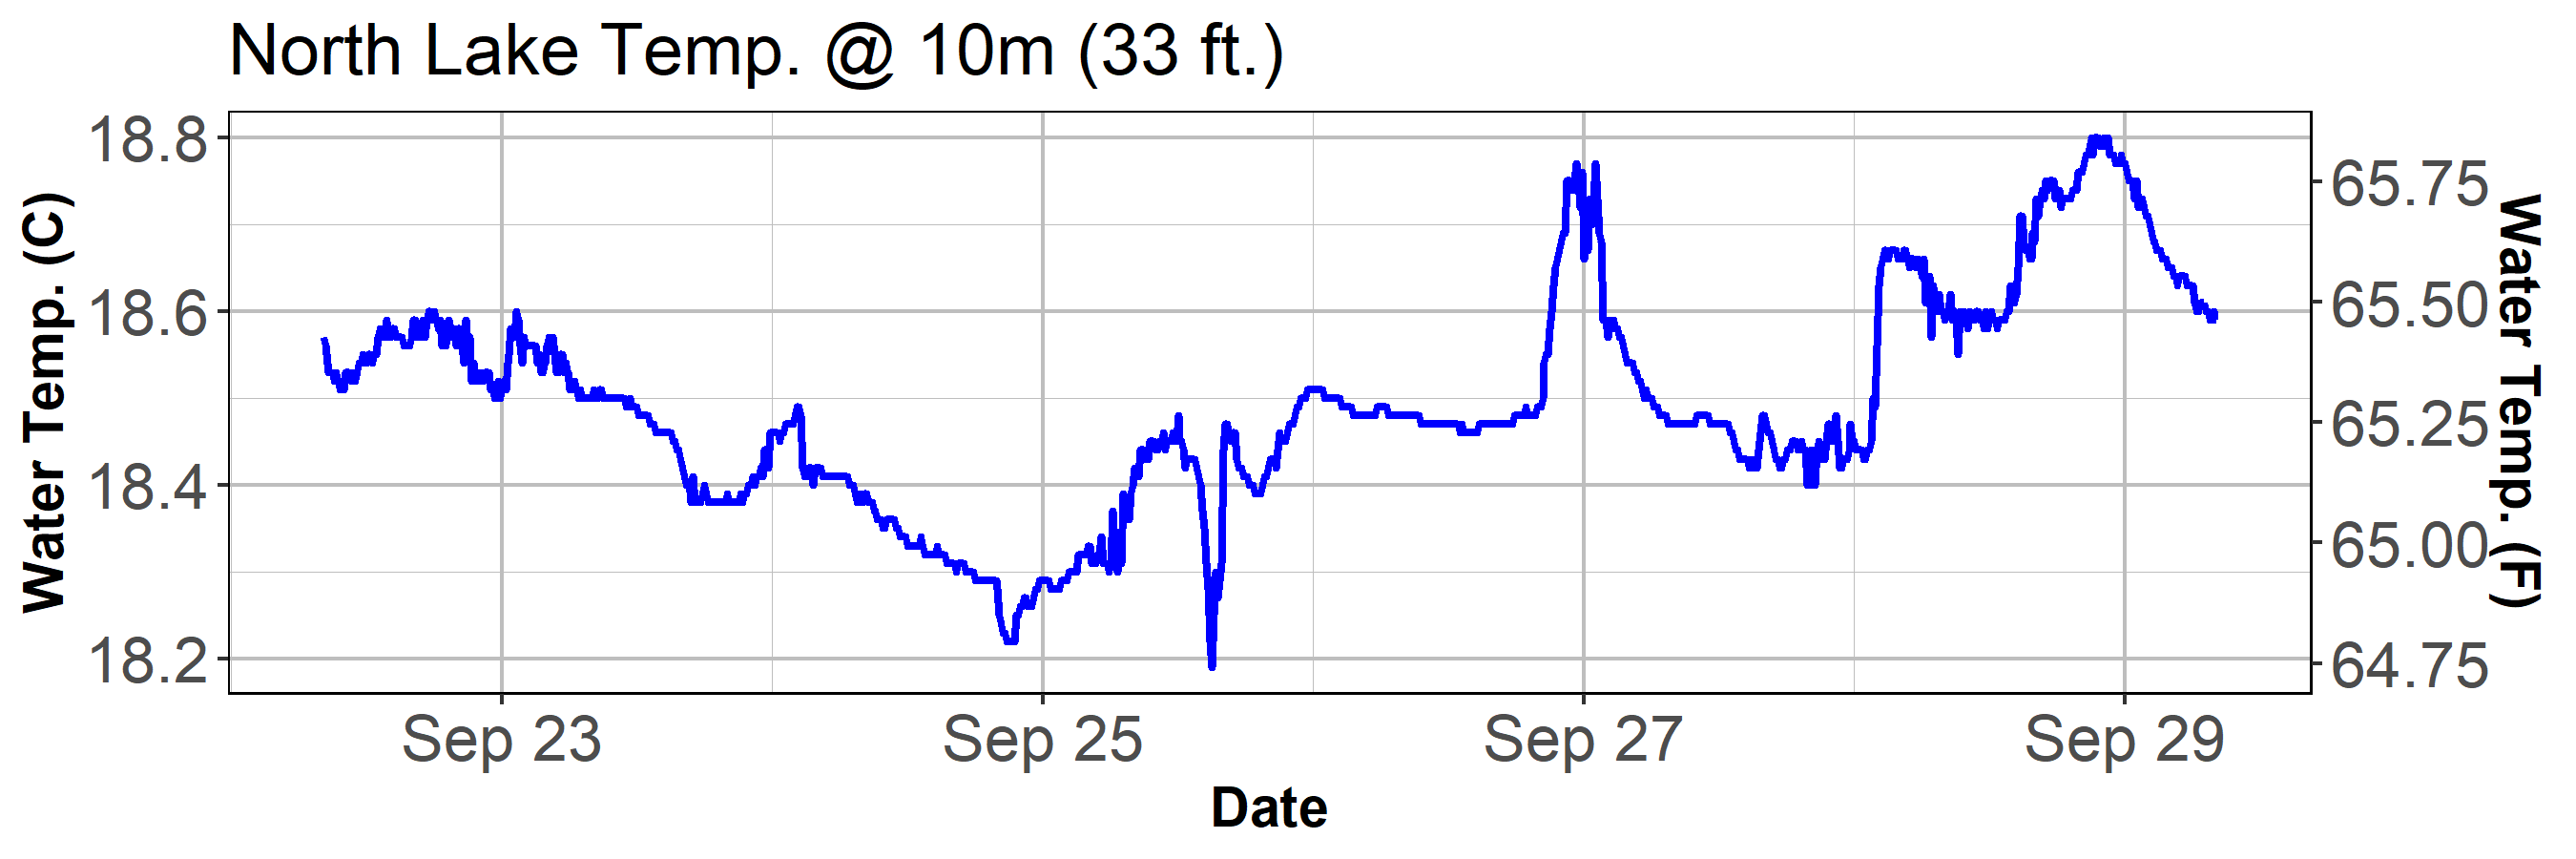 North Lake Temp. @ 10m (33 ft.)
Water Temp. (C)
18.8
18.6
18.4
18.2
65.75
65.50
65.25
65.00
64.75
Water Temp. (F)
Sep 23 Sep 25 Sep 27 Sep 29
Date